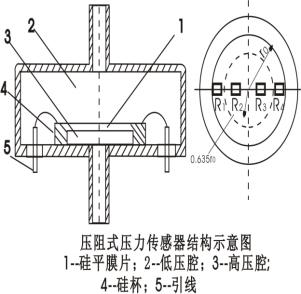 2
1
3
4
5
r₀
R₁ R₂ R₃ R₄
0.635r₀
压阻式压力传感器结构示意图
1--硅平膜片；2--低压腔；3--高压腔;
4--硅杯；5--引线